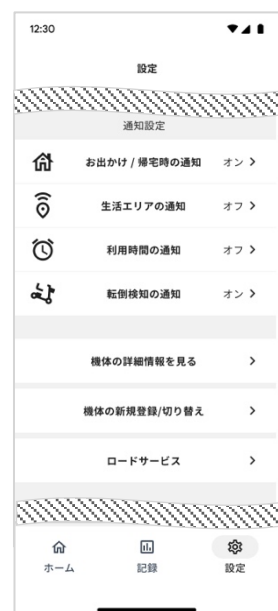 12:30
設定
通知設定
お出かけ / 帰宅時の通知 オン
生活エリアの通知 オフ
利用時間の通知 オフ
転倒検知の通知 オン
機体の詳細情報を見る
機体の新規登録/切り替え
ロードサービス
ホーム 記録 設定